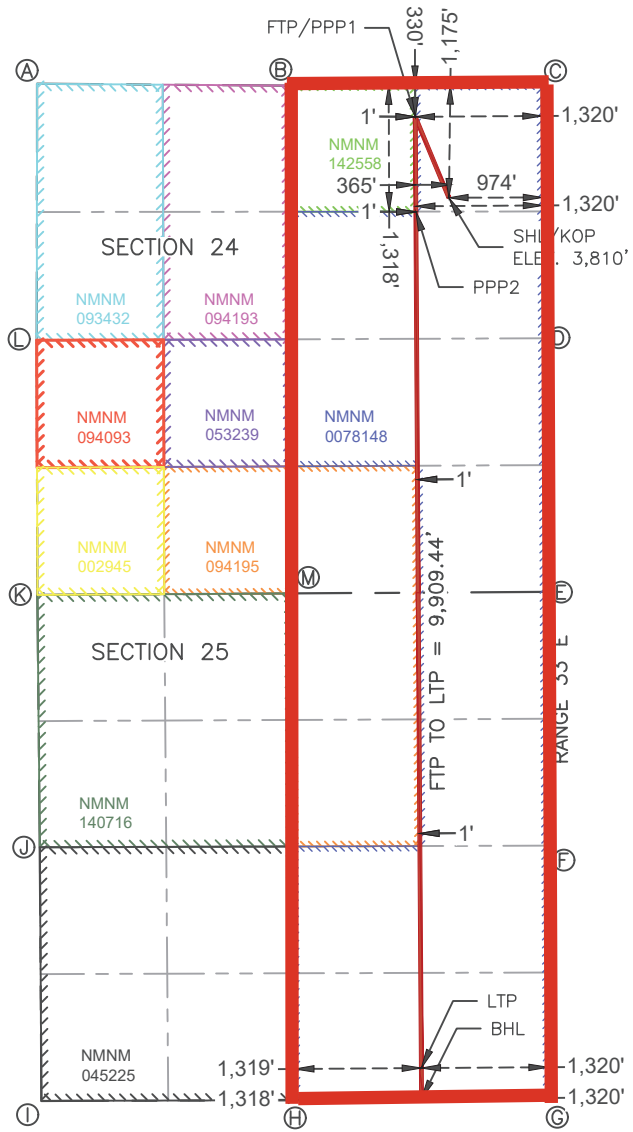 FTP/PPP1
330'
1,175'
A
B
C
1'
1,320'
NMNM
142558
365'
974'
1'
1,320'
1,318'
SHL/KOP
ELEV. 3,810'
PPP2
SECTION 24
NMNM
093432
NMNM
094193
L
D
NMNM
094093
NMNM
053239
NMNM
0078148
1'
NMNM
002945
NMNM
094195
M
K
E
SECTION 25
FTP TO LTP = 9,909.44'
RANGE 33 E
NMNM
140716
1'
J
F
LTP
BHL
NMNM
045225
1,319'
1,320'
1,318'
1,320'
I
H
G